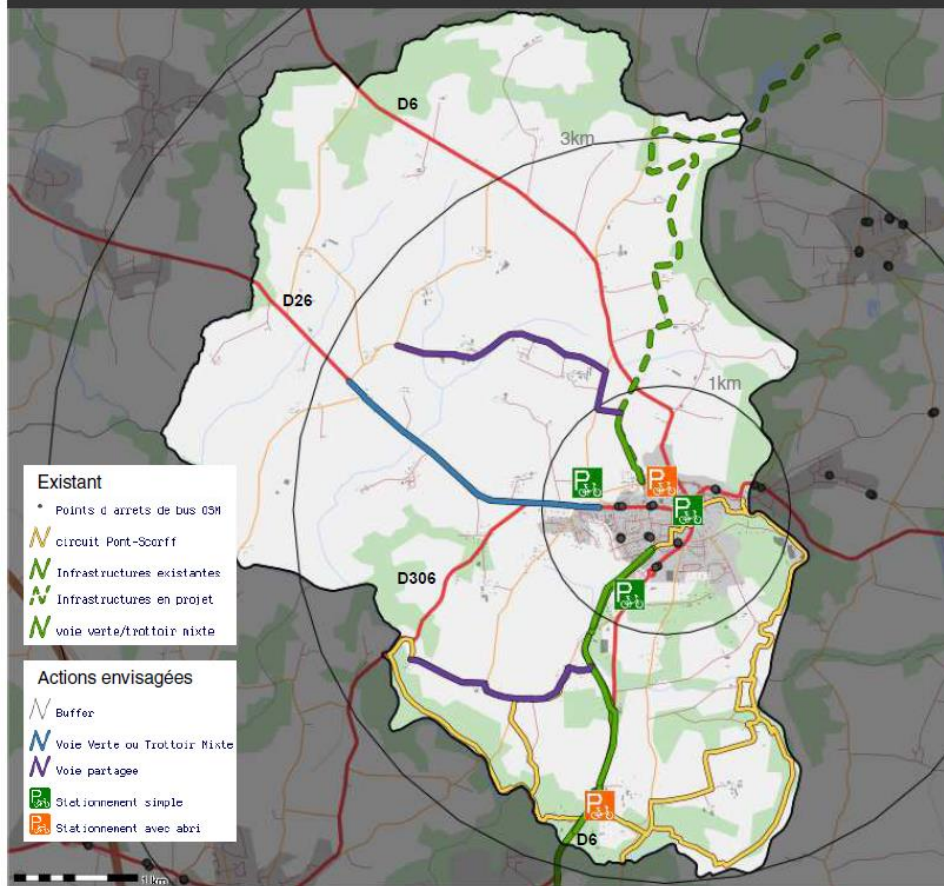 D6
3km
D26
1km
P
P
P
D306
P
P
D6
Existant
Points d arrets de bus OSM
circuit Pont-Scorff
Infrastructures existantes
Infrastructures en projet
voie verte/trottoir mixte
Actions envisagées
Buffer
Voie Verte ou Trottoir Mixte
Voie partagee
P Stationnement simple
P Stationnement avec abri
1km